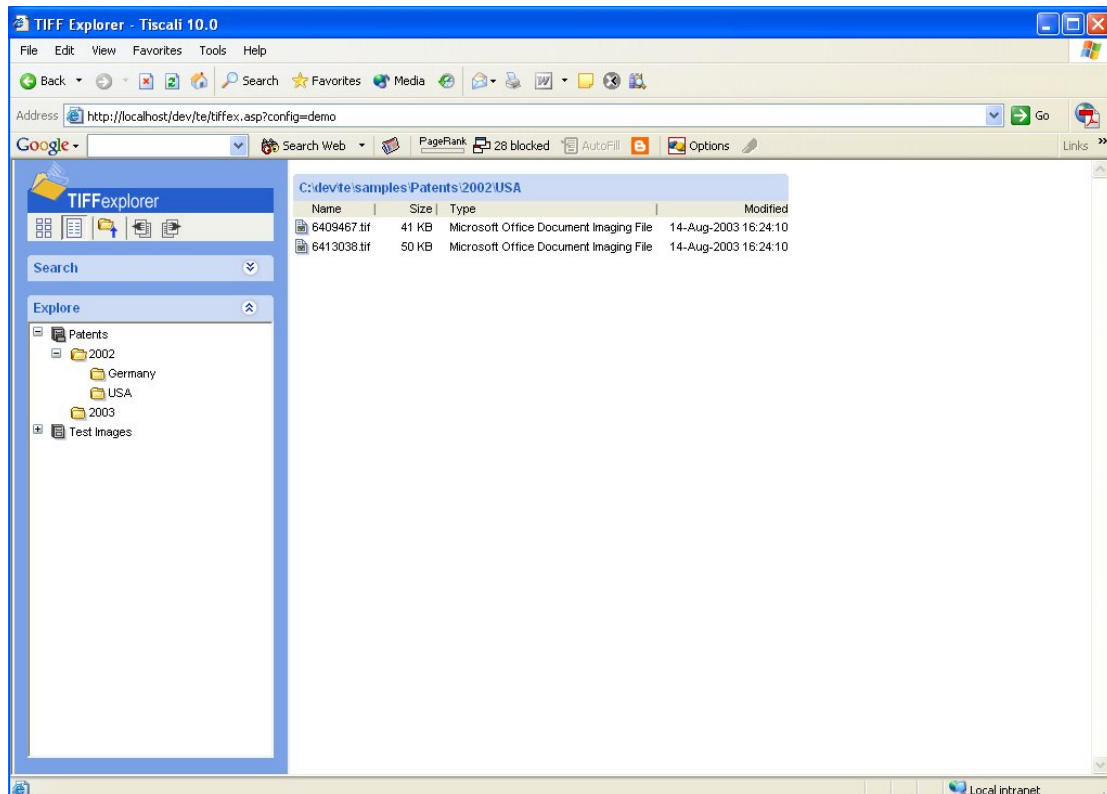 TIFF Explorer - Tiscali 10.0
File Edit View Favorites Tools Help
Back Search Favorites Media
Address http://localhost/dev/te/tiffex.asp?config=demo Go
Google Search Web PageRank 28 blocked AutoFill Options Links »
TIFFexplorer
Search
Explore
Patents
2002
Germany
USA
2003
Test Images
C:\dev\te\samples\Patents\2002\USA
Name | Size | Type | Modified
6409467.tif 41 KB Microsoft Office Document Imaging File 14-Aug-2003 16:24:10
6413038.tif 50 KB Microsoft Office Document Imaging File 14-Aug-2003 16:24:10
Local intranet